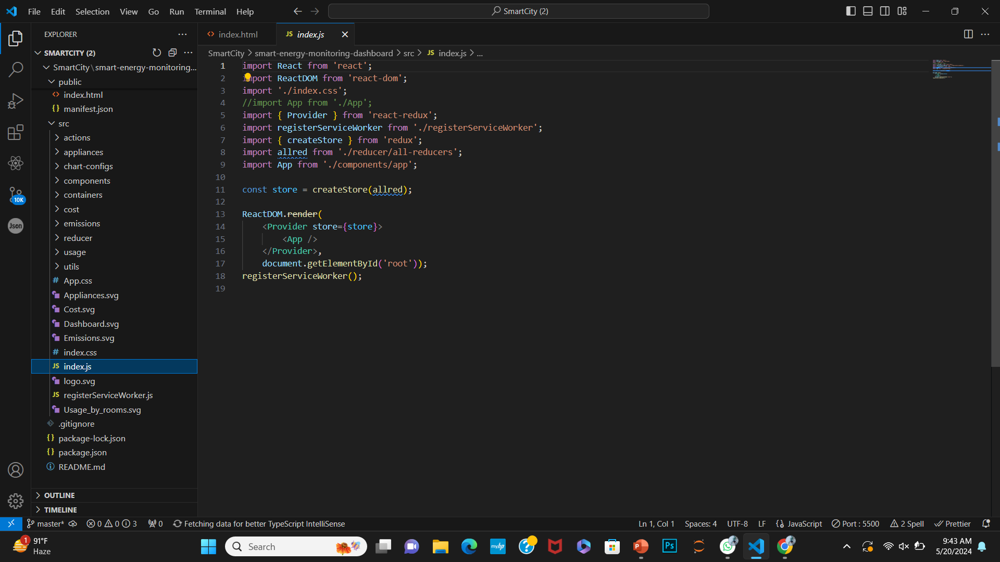 File Edit Selection View Go Run Terminal Help
SmartCity (2)
EXPLORER
index.html
JS index.js
SMARTCITY (2)
SmartCity > smart-energy-monitoring-dashboard > src > JS index.js > ...
SmartCity\smart-energy-monitoring...
public
index.html
{} manifest.json
src
actions
appliances
chart-configs
components
containers
cost
emissions
reducer
usage
utils
# App.css
Appliances.svg
Cost.svg
Dashboard.svg
Emissions.svg
# index.css
JS index.js
logo.svg
JS registerServiceWorker.js
Usage_by_rooms.svg
.gitignore
{} package-lock.json
{} package.json
README.md
OUTLINE
TIMELINE
10K
Json
1 import React from 'react';
2 import ReactDOM from 'react-dom';
3 import './index.css';
4 //import App from './App';
5 import { Provider } from 'react-redux';
6 import registerServiceWorker from './registerServiceWorker';
7 import { createStore } from 'redux';
8 import allred from './reducer/all-reducers';
9 import App from './components/app';
10
11 const store = createStore(allred);
12
13 ReactDOM.render(
14 <Provider store={store}>
15 <App />
16 </Provider>,
17 document.getElementById('root'));
18 registerServiceWorker();
19
master* 0 0 3 0 Fetching data for better TypeScript IntelliSense Ln 1, Col 1 Spaces: 4 UTF-8 LF {} JavaScript Port : 5500 2 Spell Prettier
1
91°F
Haze
Search
myhp
P
Ps
9:43 AM
5/20/2024